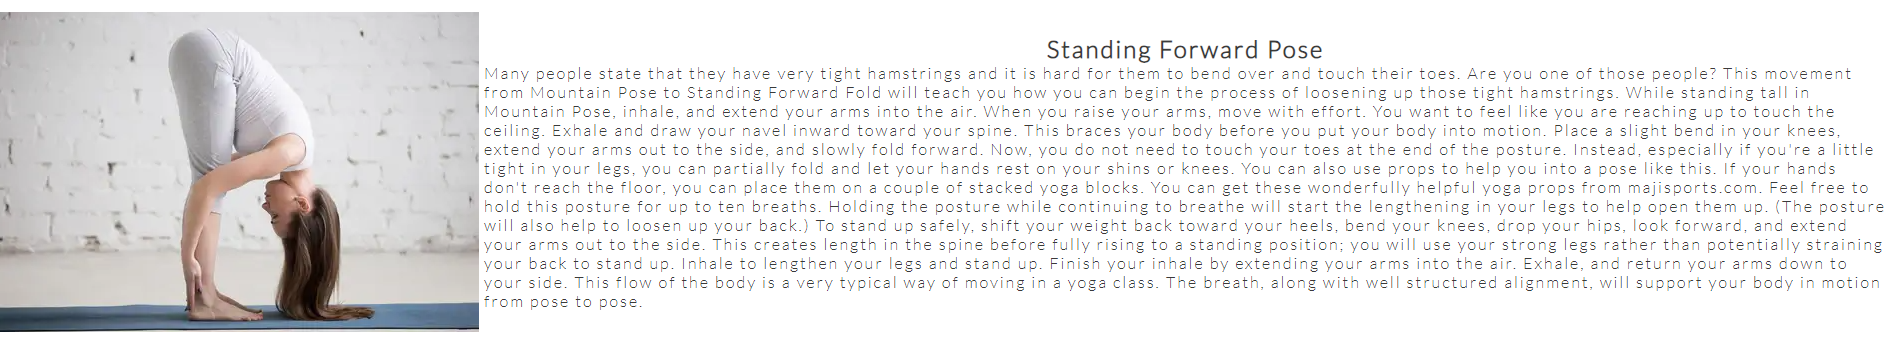 Standing Forward Pose
Many people state that they have very tight hamstrings and it is hard for them to bend over and touch their toes. Are you one of those people? This movement
from Mountain Pose to Standing Forward Fold will teach you how you can begin the process of loosening up those tight hamstrings. While standing tall in
Mountain Pose, inhale, and extend your arms into the air. When you raise your arms, move with effort. You want to feel like you are reaching up to touch the
ceiling. Exhale and draw your navel inward toward your spine. This braces your body before you put your body into motion. Place a slight bend in your knees,
extend your arms out to the side, and slowly fold forward. Now, you do not need to touch your toes at the end of the posture. Instead, especially if you're a little
tight in your legs, you can partially fold and let your hands rest on your shins or knees. You can also use props to help you into a pose like this. If your hands
don't reach the floor, you can place them on a couple of stacked yoga blocks. You can get these wonderfully helpful yoga props from majisports.com. Feel free to
hold this posture for up to ten breaths. Holding the posture while continuing to breathe will start the lengthening in your legs to help open them up. (The posture
will also help to loosen up your back.) To stand up safely, shift your weight back toward your heels, bend your knees, drop your hips, look forward, and extend
your arms out to the side. This creates length in the spine before fully rising to a standing position; you will use your strong legs rather than potentially straining
your back to stand up. Inhale to lengthen your legs and stand up. Finish your inhale by extending your arms into the air. Exhale, and return your arms down to
your side. This flow of the body is a very typical way of moving in a yoga class. The breath, along with well structured alignment, will support your body in motion
from pose to pose.